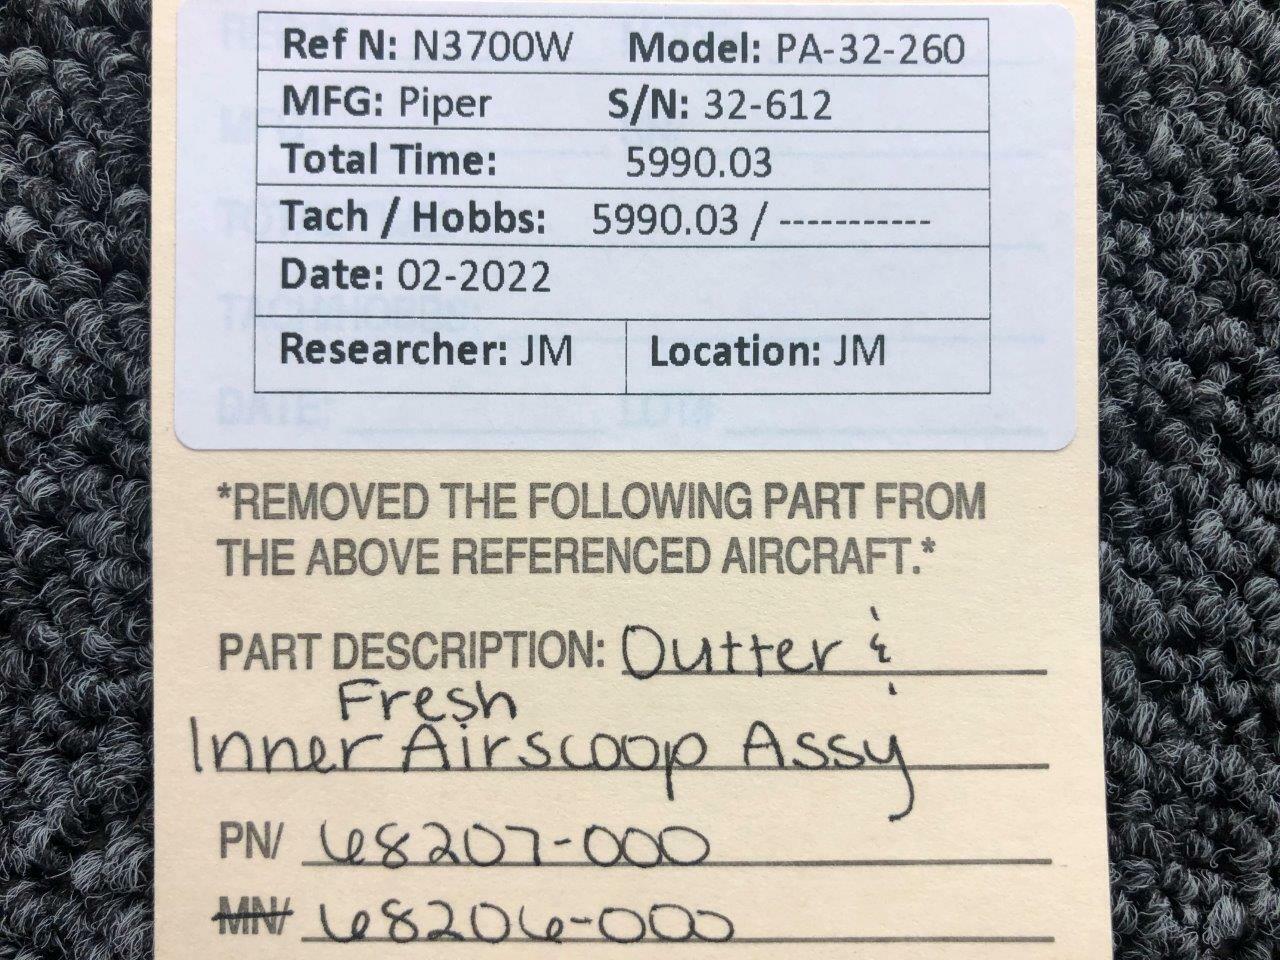 Ref N: N3700W Model: PA-32-260
MFG: Piper S/N: 32-612
Total Time: 5990.03
Tach / Hobbs: 5990.03 / -----------
Date: 02-2022
Researcher: JM Location: JM
*REMOVED THE FOLLOWING PART FROM
THE ABOVE REFERENCED AIRCRAFT.*
PART DESCRIPTION: Outter &
Fresh
Inner Airscoop Assy
PN/ 68207-000
MN/ 68206-000